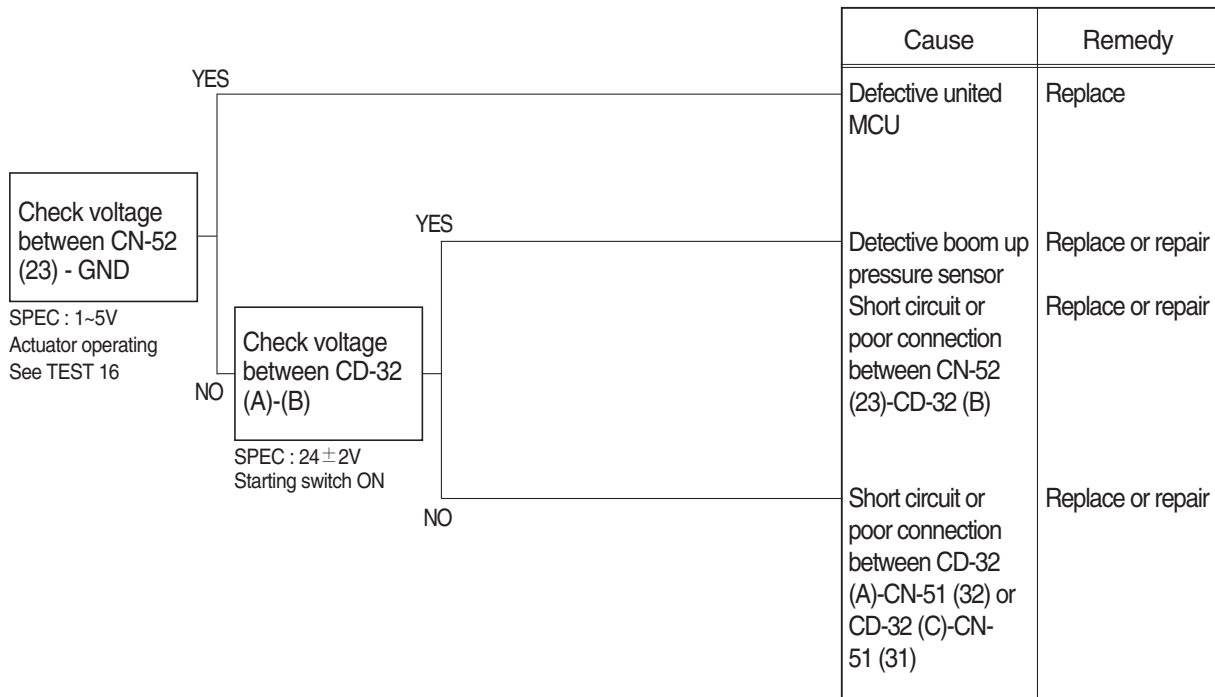 Cause Remedy
YES
Defective united Replace
MCU
Check voltage
between CN-52
(23) - GND
SPEC : 1~5V
Actuator operating
See TEST 16
YES
Detective boom up Replace or repair
pressure sensor
Short circuit or Replace or repair
poor connection
between CN-52
(23)-CD-32 (B)
NO
Check voltage
between CD-32
(A)-(B)
SPEC : 24±2V
Starting switch ON
NO
Short circuit or Replace or repair
poor connection
between CD-32
(A)-CN-51 (32) or
CD-32 (C)-CN-
51 (31)